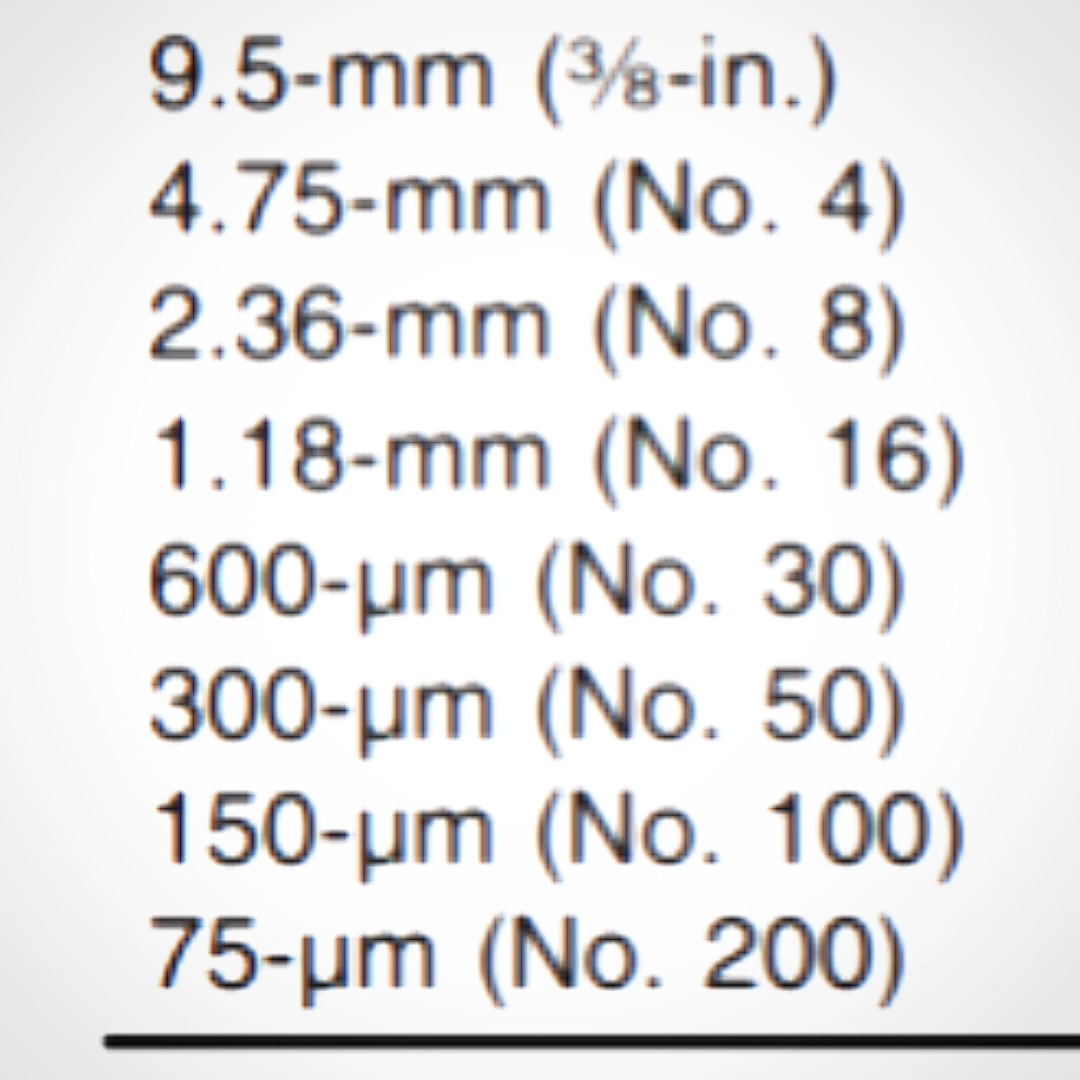 9.5-mm (⅜-in.)
4.75-mm (No. 4)
2.36-mm (No. 8)
1.18-mm (No. 16)
600-µm (No. 30)
300-µm (No. 50)
150-µm (No. 100)
75-µm (No. 200)